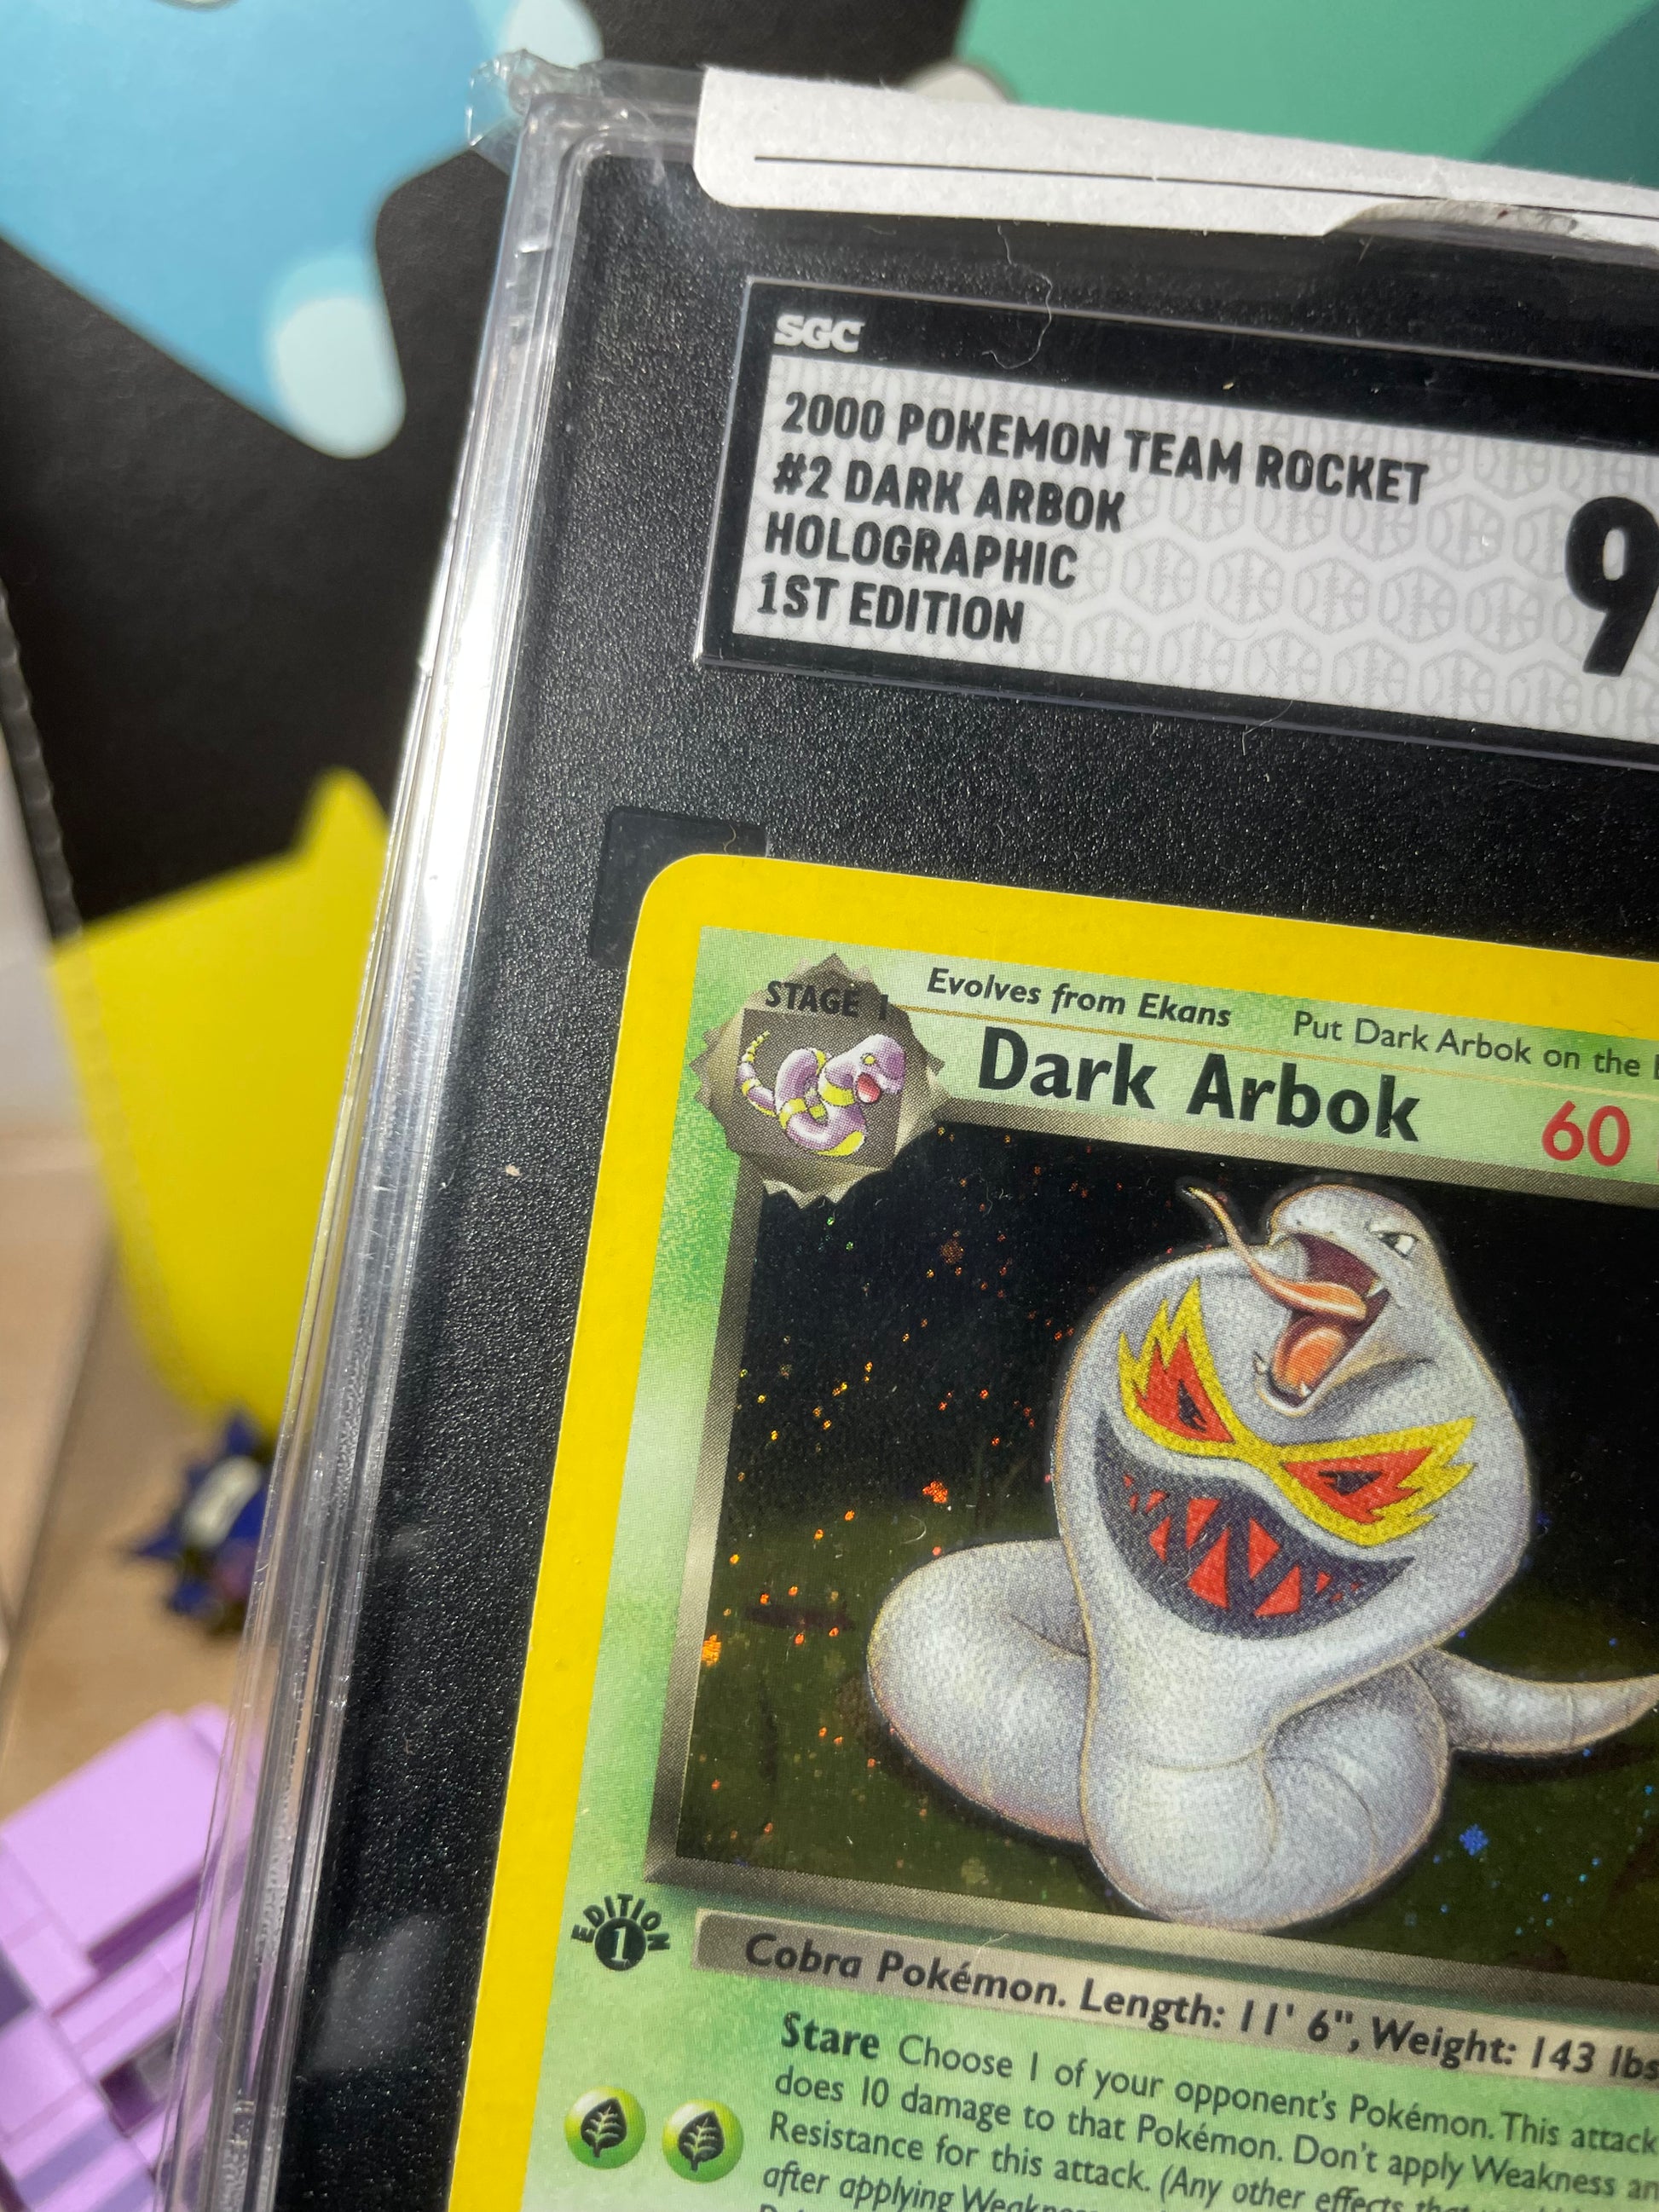 SGC
2000 POKEMON TEAM ROCKET
#2 DARK ARBOK
HOLOGRAPHIC
1ST EDITION
9
STAGE 1
Evolves from Ekans
Put Dark Arbok on the
Dark Arbok
60
EDITION
1
Cobra Pokémon. Length: 11' 6", Weight: 143 lbs
Stare Choose 1 of your opponent's Pokémon. This attack
does 10 damage to that Pokémon. Don't apply Weakness
Resistance for this attack. (Any other effects
after applying